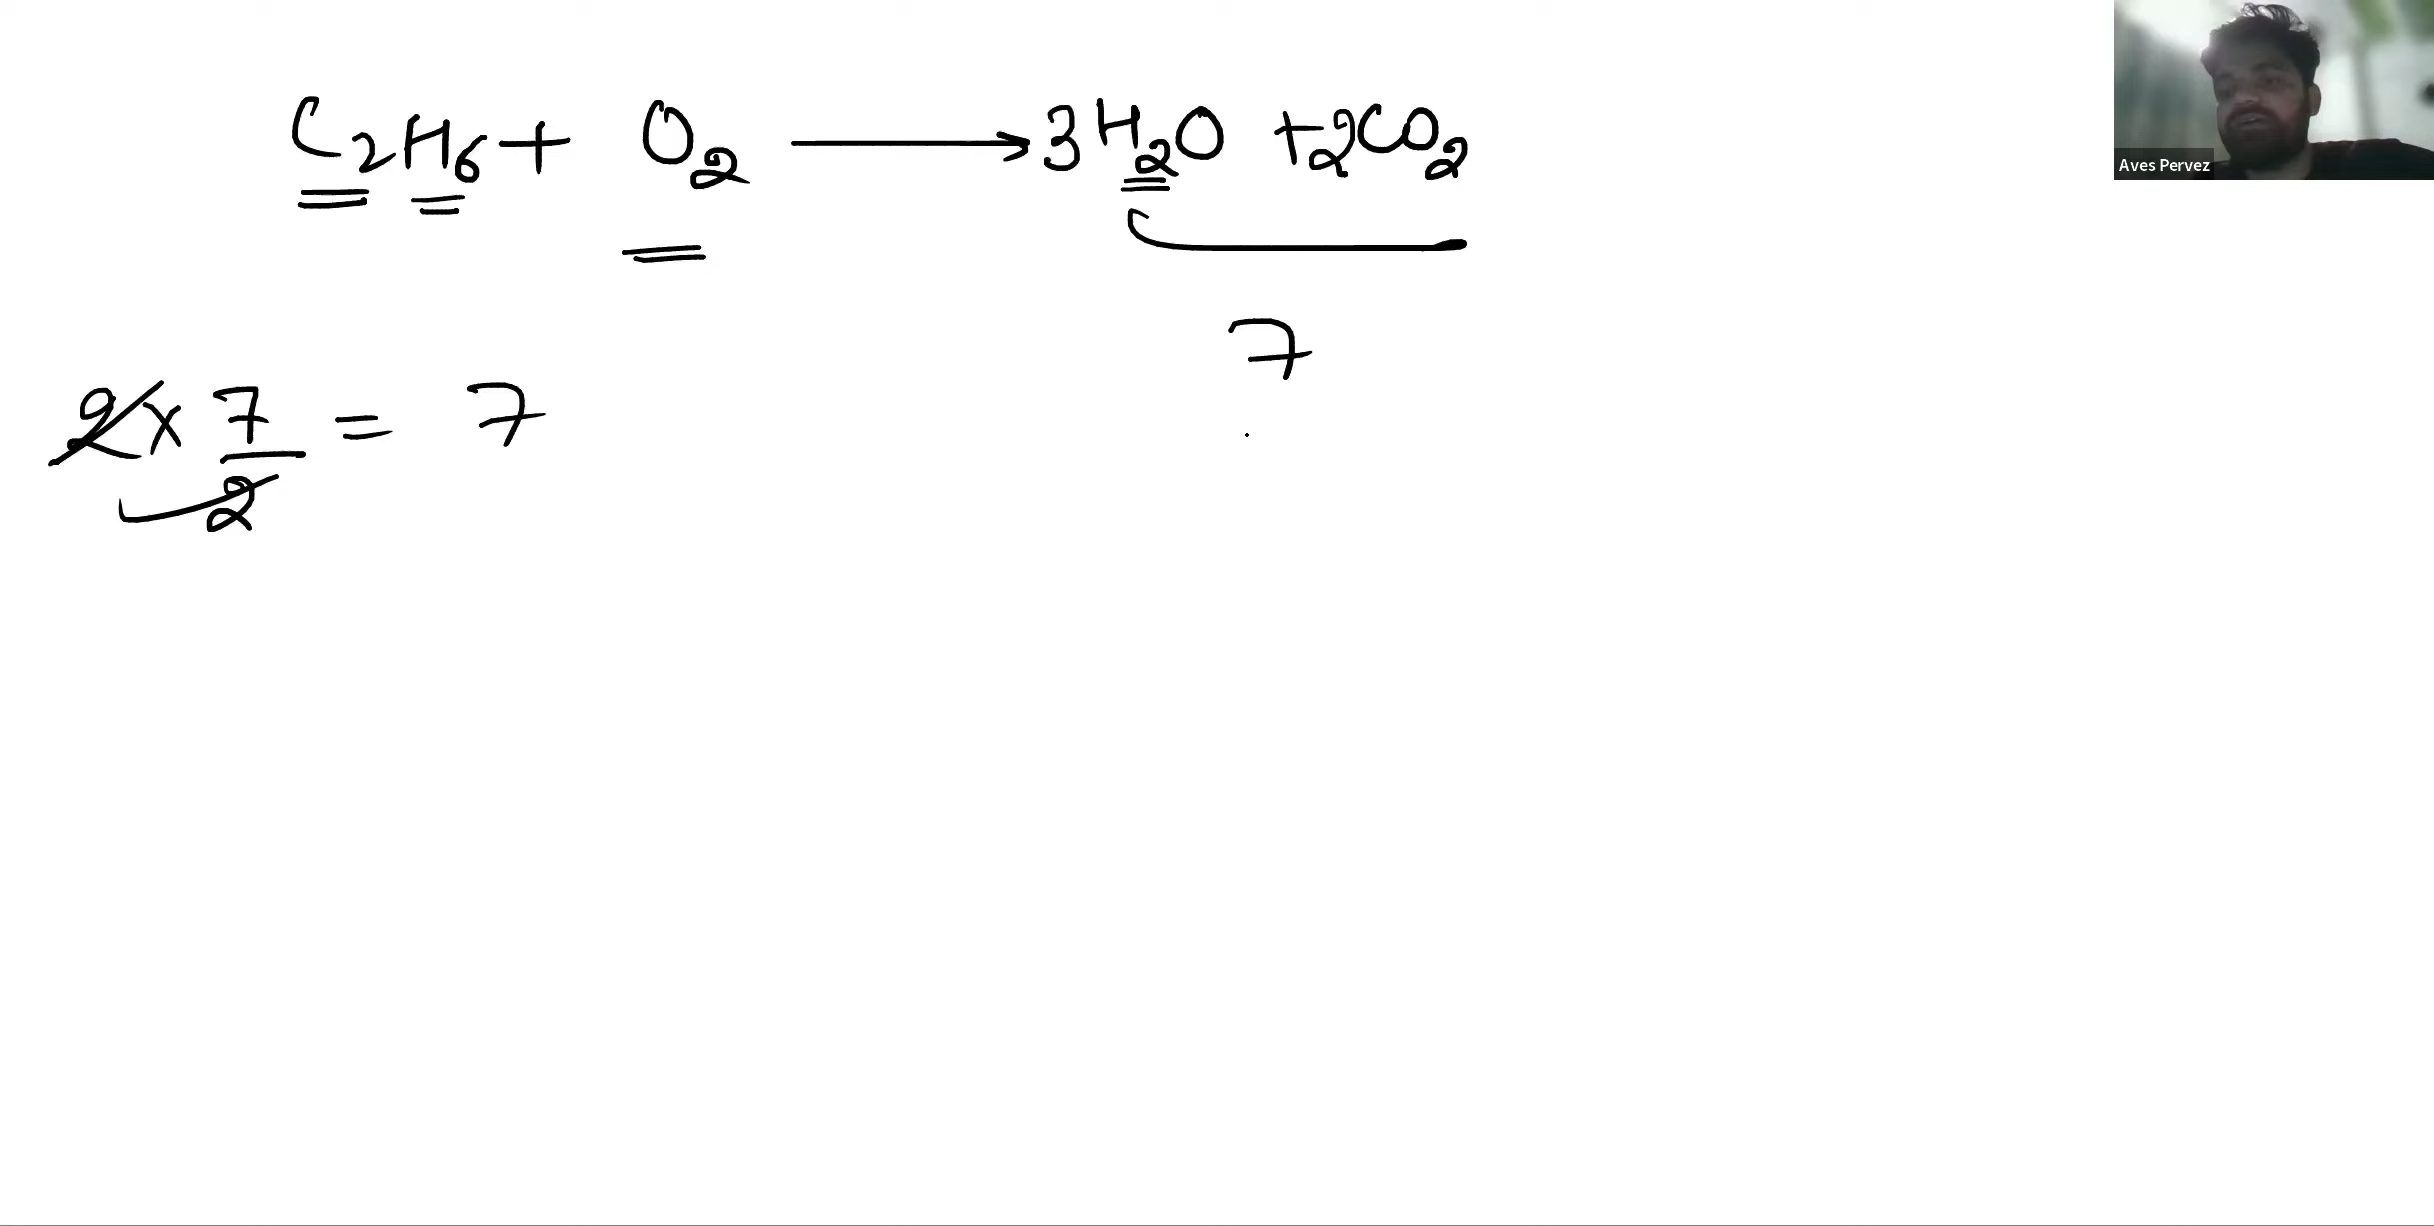 C₂H₆ + O₂ ⟶ 3H₂O + 2CO₂
7
2 × 7/2 = 7
Aves Pervez